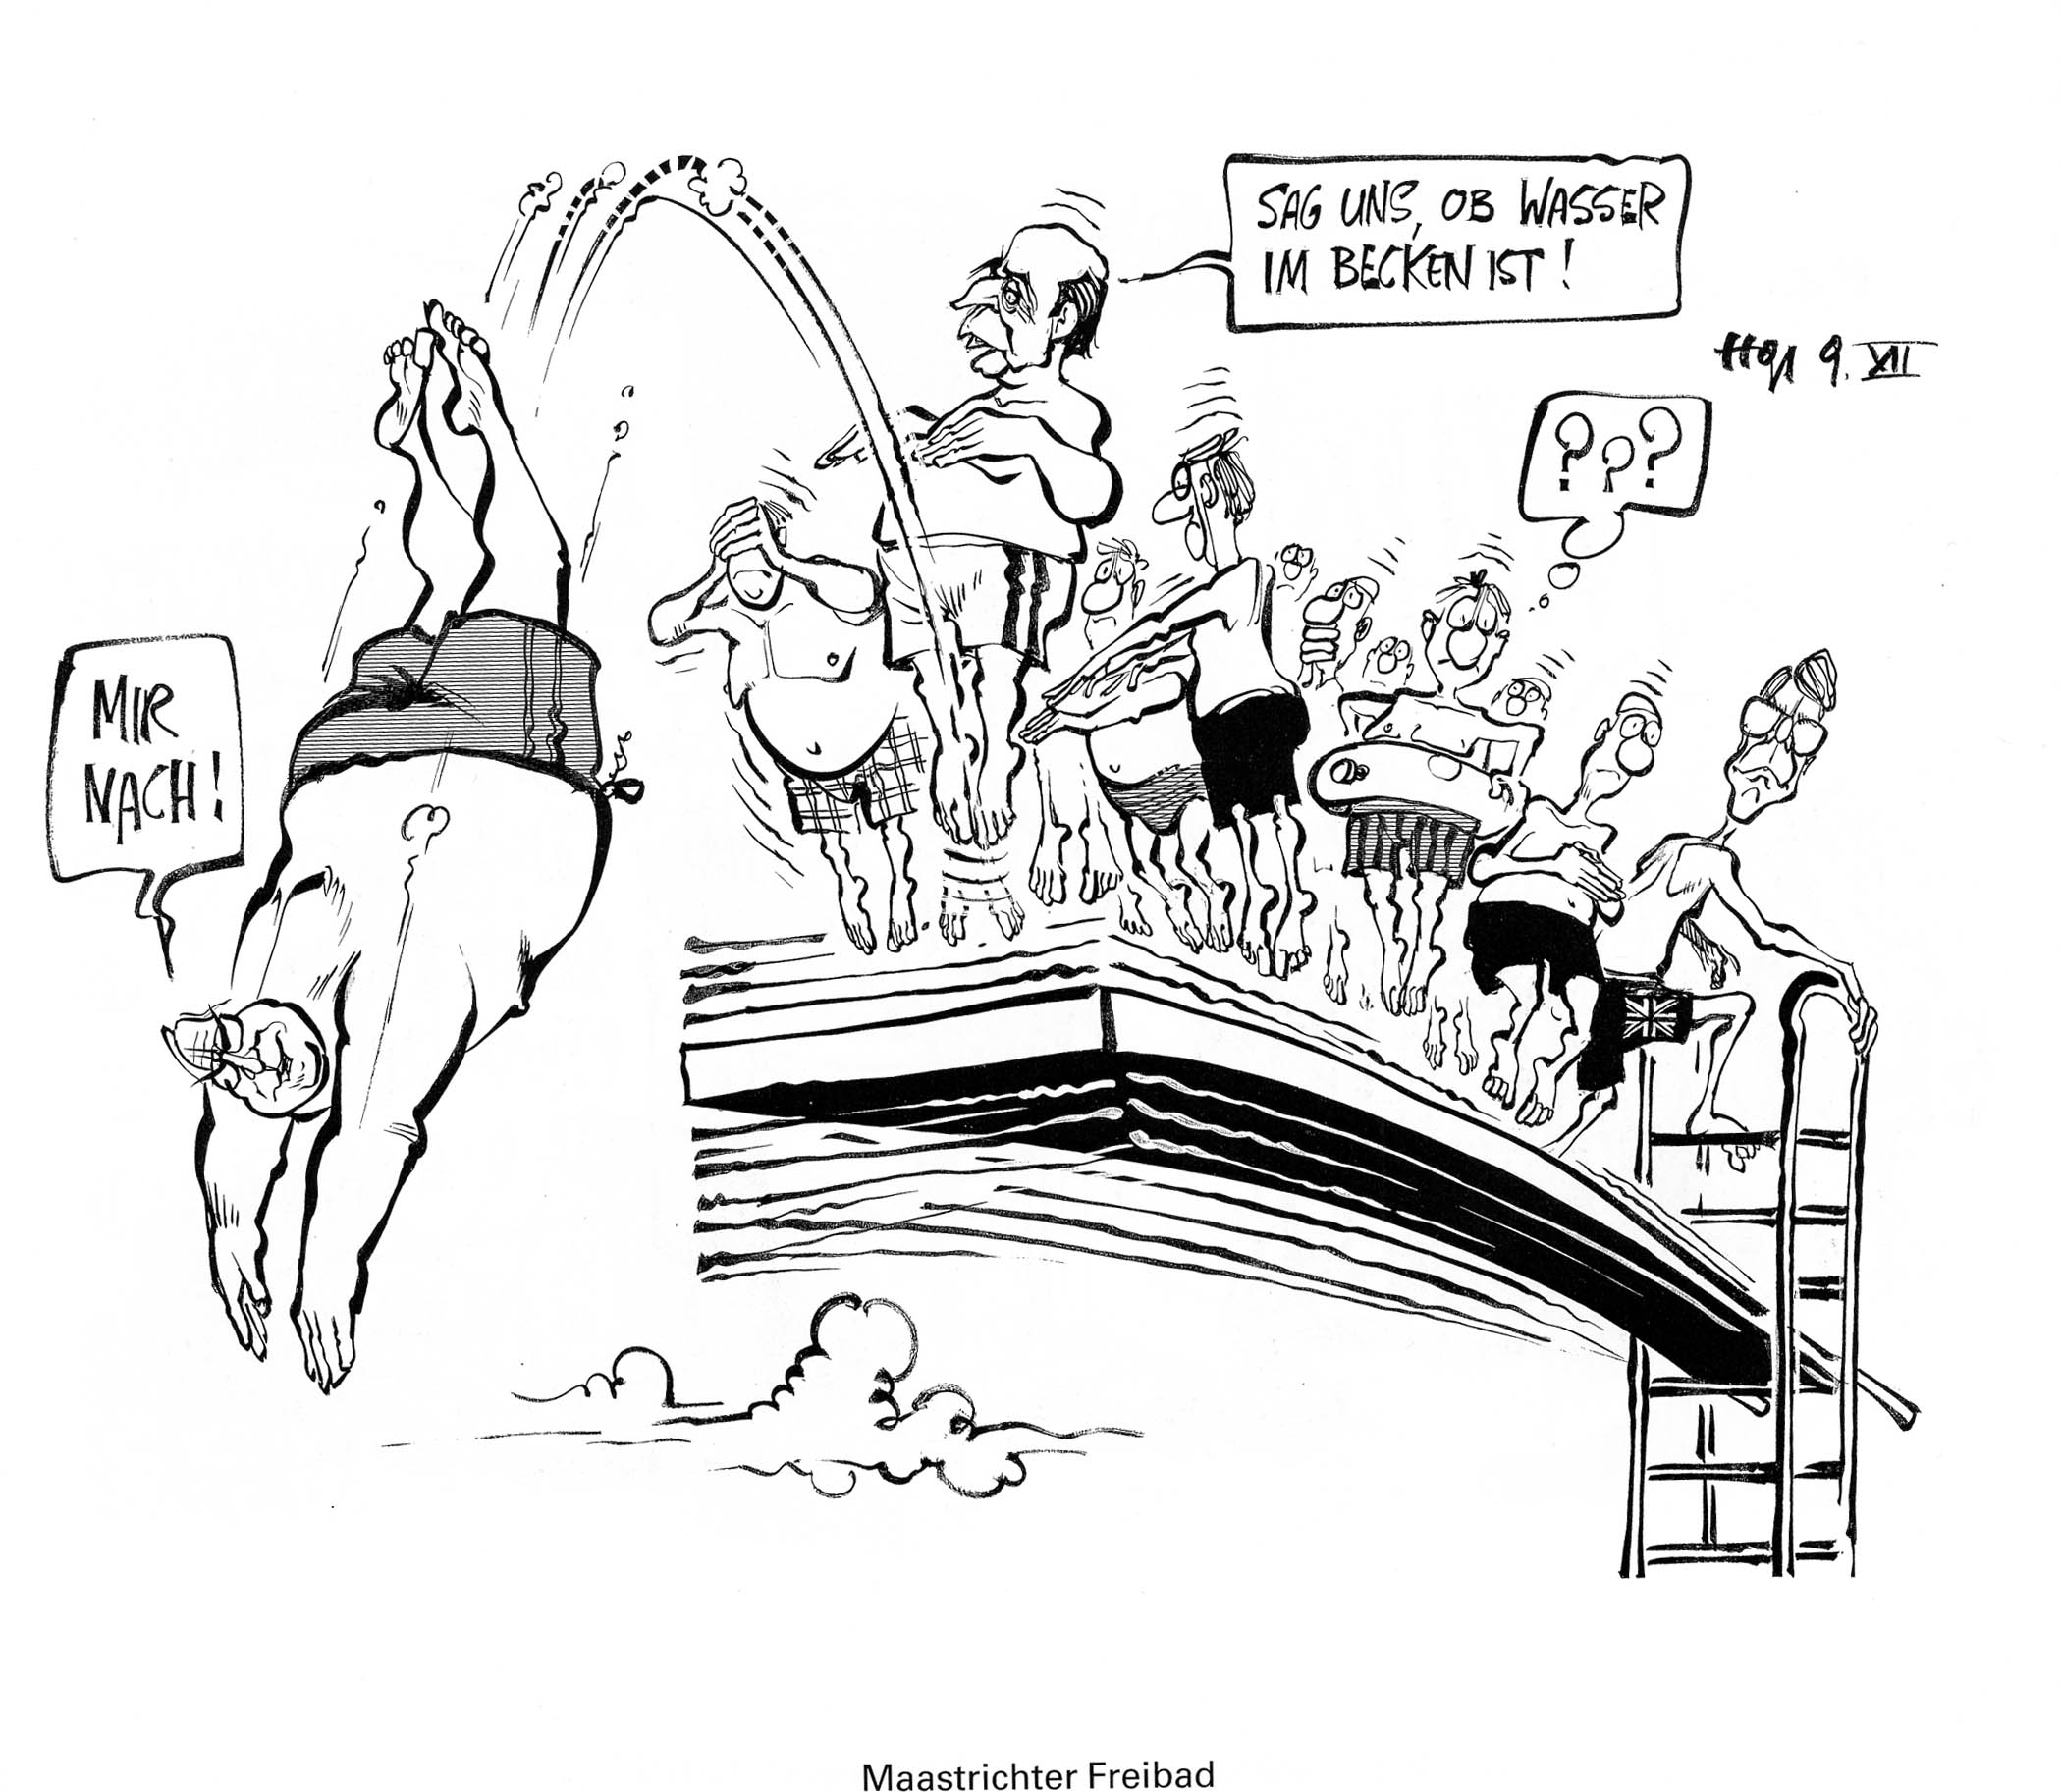 SAG UNS, OB WASSER
IM BECKEN IST!
9. XII
???
MIR
NACH!
Maastrichter Freibad